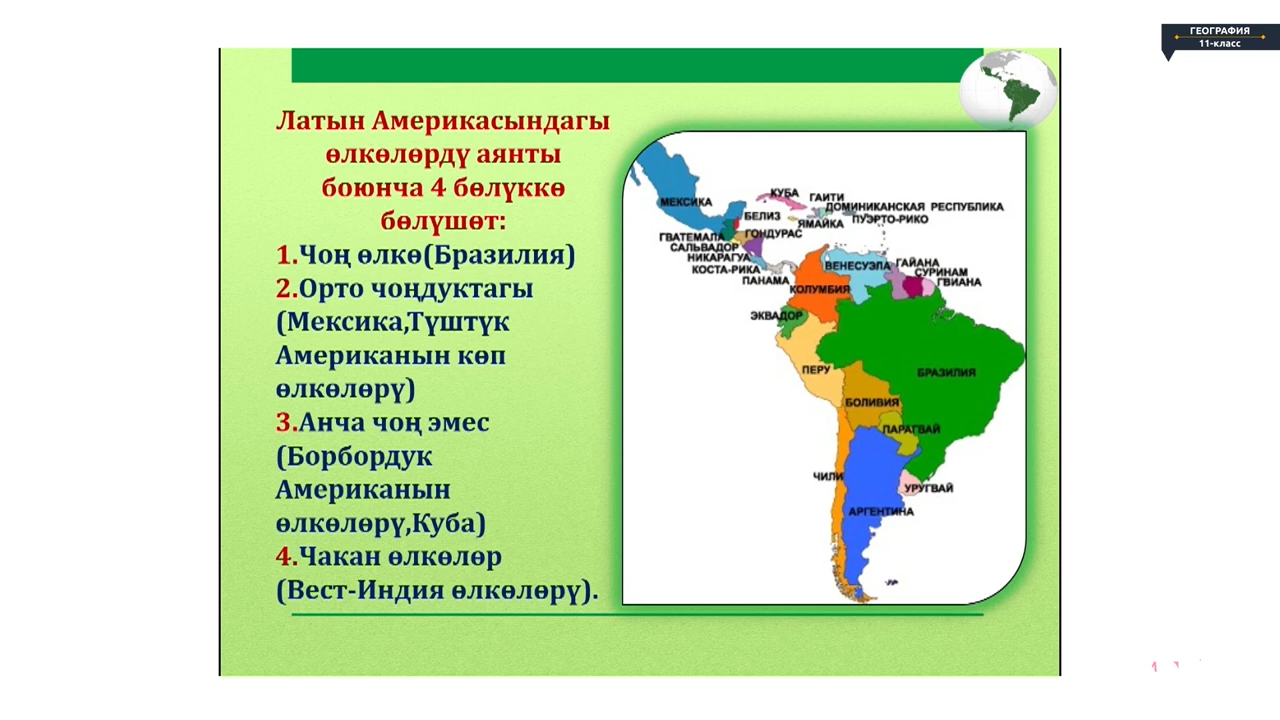 ГЕОГРАФИЯ
11-класс
Латын Америкасындагы
өлкөлөрдү аянты
боюнча 4 бөлүккө
бөлүшөт:
1.Чоң өлкө(Бразилия)
2.Орто чоңдуктагы
(Мексика,Түштүк
Американын көп
өлкөлөрү)
3.Анча чоң эмес
(Борбордук
Американын
өлкөлөрү,Куба)
4.Чакан өлкөлөр
(Вест-Индия өлкөлөрү).
МЕКСИКА
КУБА
ГАИТИ
ДОМИНИКАНСКАЯ РЕСПУБЛИКА
ПУЭРТО-РИКО
ЯМАЙКА
БЕЛИЗ
ГОНДУРАС
ГВАТЕМАЛА
САЛЬВАДОР
НИКАРАГУА
КОСТА-РИКА
ПАНАМА
ВЕНЕСУЭЛА
ГАЙАНА
СУРИНАМ
ГВИАНА
КОЛУМБИЯ
ЭКВАДОР
ПЕРУ
БРАЗИЛИЯ
БОЛИВИЯ
ПАРАГВАЙ
ЧИЛИ
УРУГВАЙ
АРГЕНТИНА